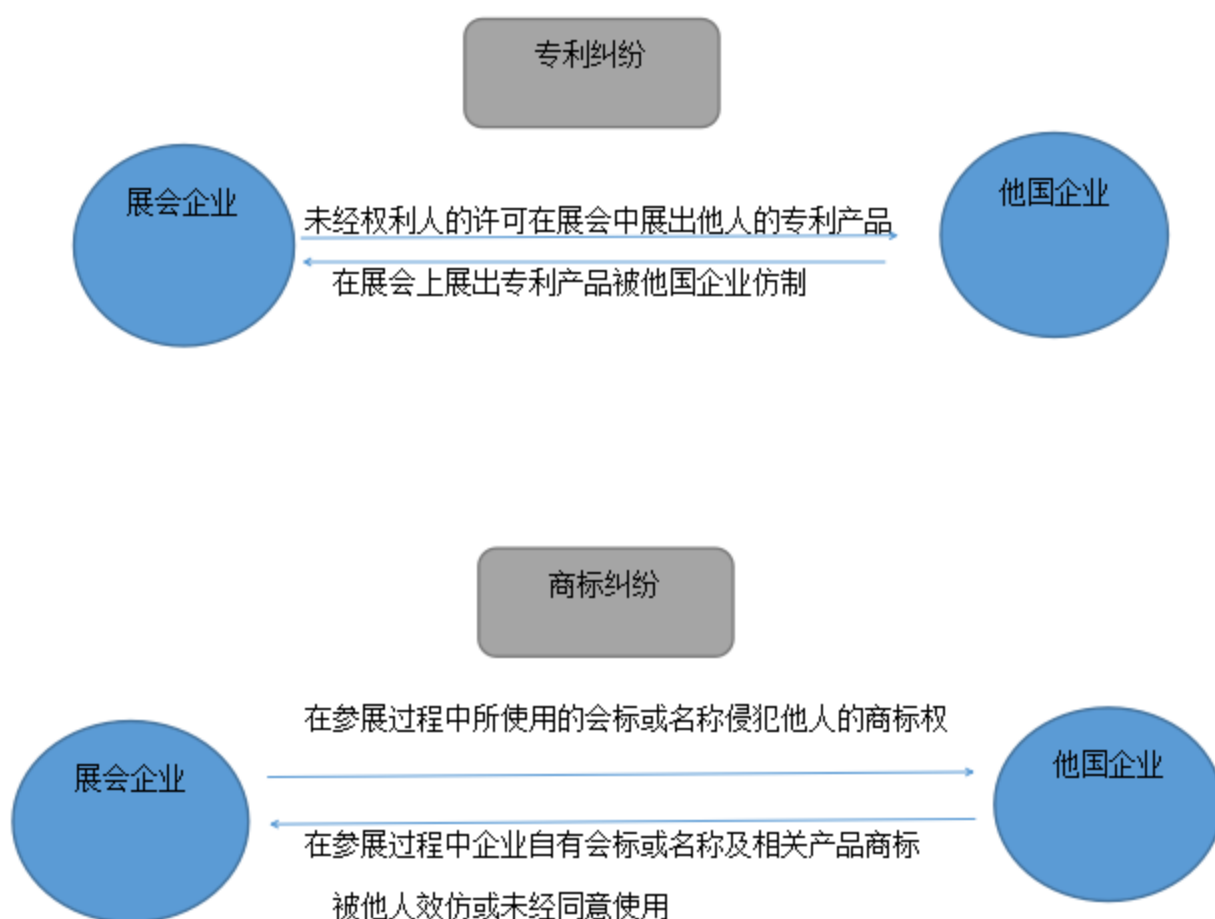 专利纠纷
展会企业
他国企业
未经权利人的许可在展会中展出他人的专利产品
在展会上展出专利产品被他国企业仿制
商标纠纷
在参展过程中所使用的会标或名称侵犯他人的商标权
展会企业
他国企业
在参展过程中企业自有会标或名称及相关产品商标
被他人效仿或未经同意使用